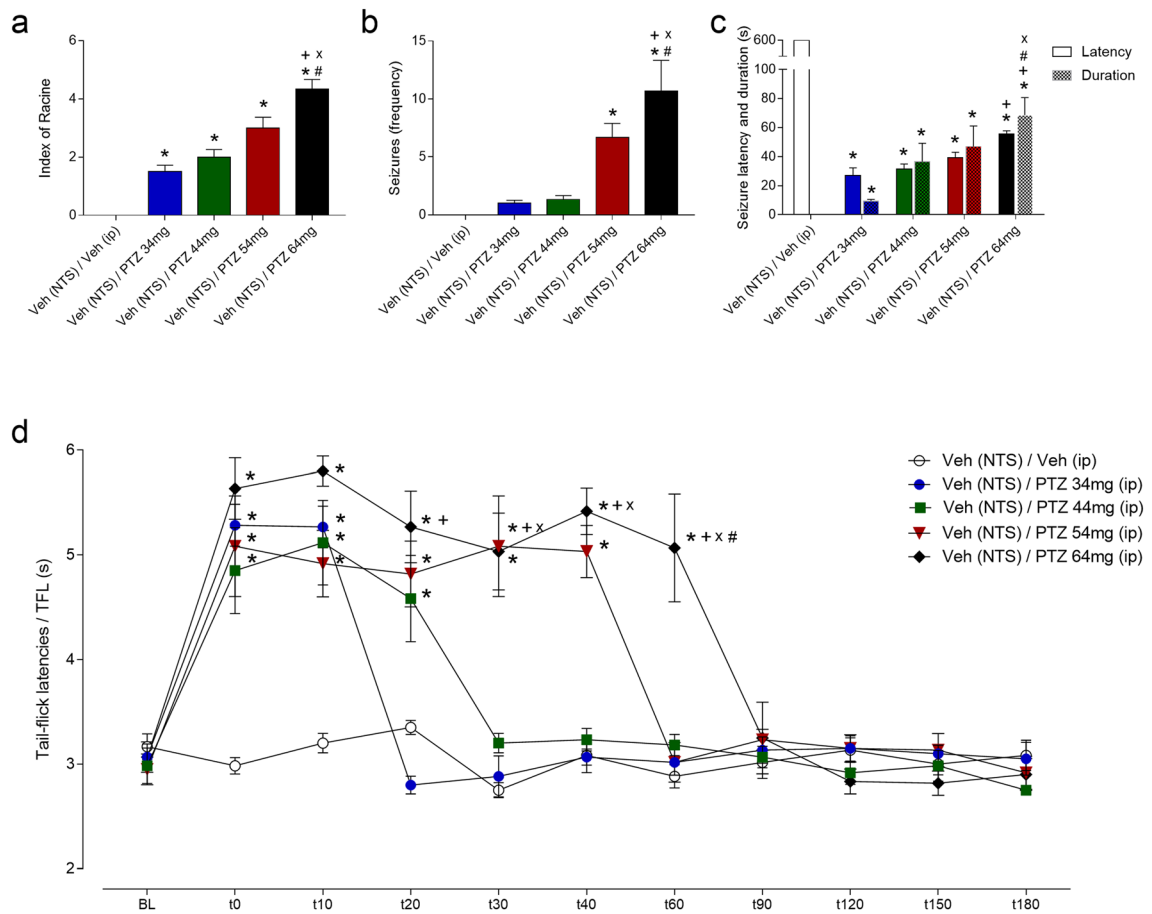 a
Index of Racine
6
4
2
0
+ x
* #
*
*
*
Veh (NTS) / Veh (ip)
Veh (NTS) / PTZ 34mg
Veh (NTS) / PTZ 44mg
Veh (NTS) / PTZ 54mg
Veh (NTS) / PTZ 64mg
b
Seizures (frequency)
15
10
5
0
+ x
* #
*
Veh (NTS) / Veh (ip)
Veh (NTS) / PTZ 34mg
Veh (NTS) / PTZ 44mg
Veh (NTS) / PTZ 54mg
Veh (NTS) / PTZ 64mg
c
Seizure latency and duration (s)
600
100
80
60
40
20
0
x
#
+
*
+
*
*
*
*
*
*
*
Latency
Duration
Veh (NTS) / Veh (ip)
Veh (NTS) / PTZ 34mg
Veh (NTS) / PTZ 44mg
Veh (NTS) / PTZ 54mg
Veh (NTS) / PTZ 64mg
d
Tail-flick latencies / TFL (s)
6
5
4
3
2
*
*
*
*
*
*
*
*
* +
*
*
* + x
*
* + x
*
* + x #
Veh (NTS) / Veh (ip)
Veh (NTS) / PTZ 34mg (ip)
Veh (NTS) / PTZ 44mg (ip)
Veh (NTS) / PTZ 54mg (ip)
Veh (NTS) / PTZ 64mg (ip)
BL t0 t10 t20 t30 t40 t60 t90 t120 t150 t180